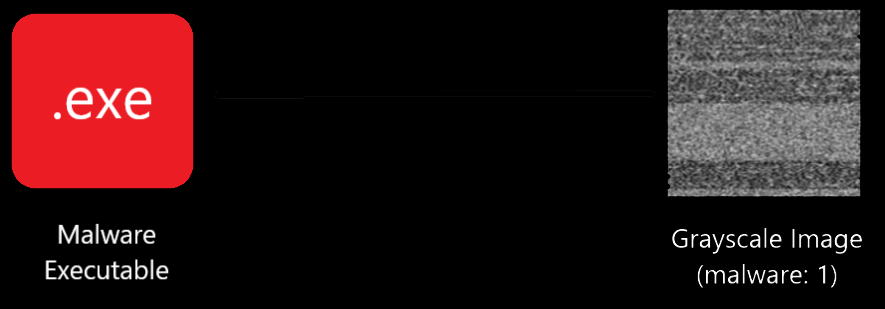 .exe
Malware
Executable
Grayscale Image
(malware: 1)